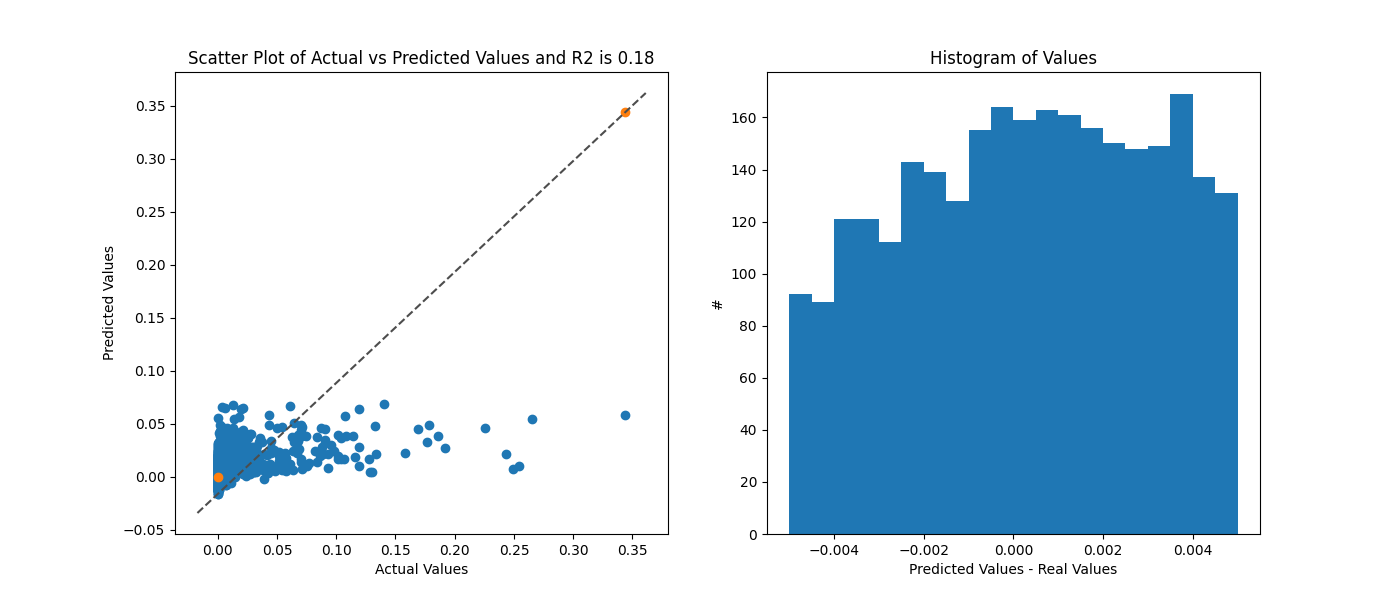 Scatter Plot of Actual vs Predicted Values and R2 is 0.18
0.35
0.30
0.25
0.20
0.15
0.10
0.05
0.00
−0.05
Predicted Values
0.00 0.05 0.10 0.15 0.20 0.25 0.30 0.35
Actual Values
Histogram of Values
160
140
120
100
80
60
40
20
0
#
−0.004 −0.002 0.000 0.002 0.004
Predicted Values - Real Values